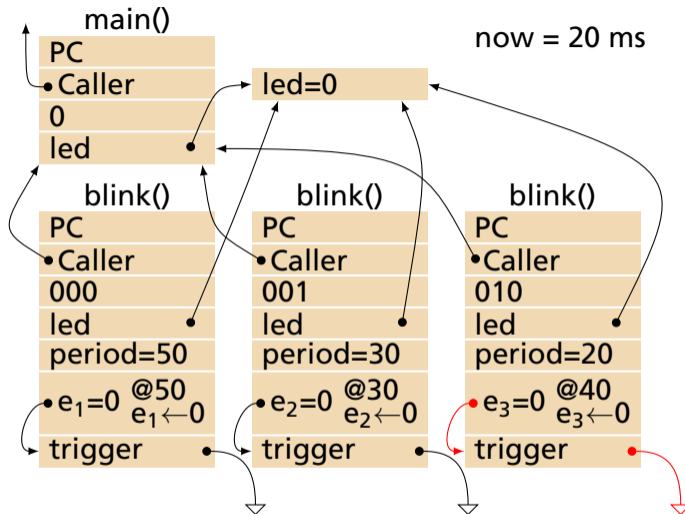 main()
now = 20 ms
PC
Caller
0
led
led=0
blink()
PC
Caller
000
led
period=50
e₁=0 @50
e₁←0
trigger
blink()
PC
Caller
001
led
period=30
e₂=0 @30
e₂←0
trigger
blink()
PC
Caller
010
led
period=20
e₃=0 @40
e₃←0
trigger